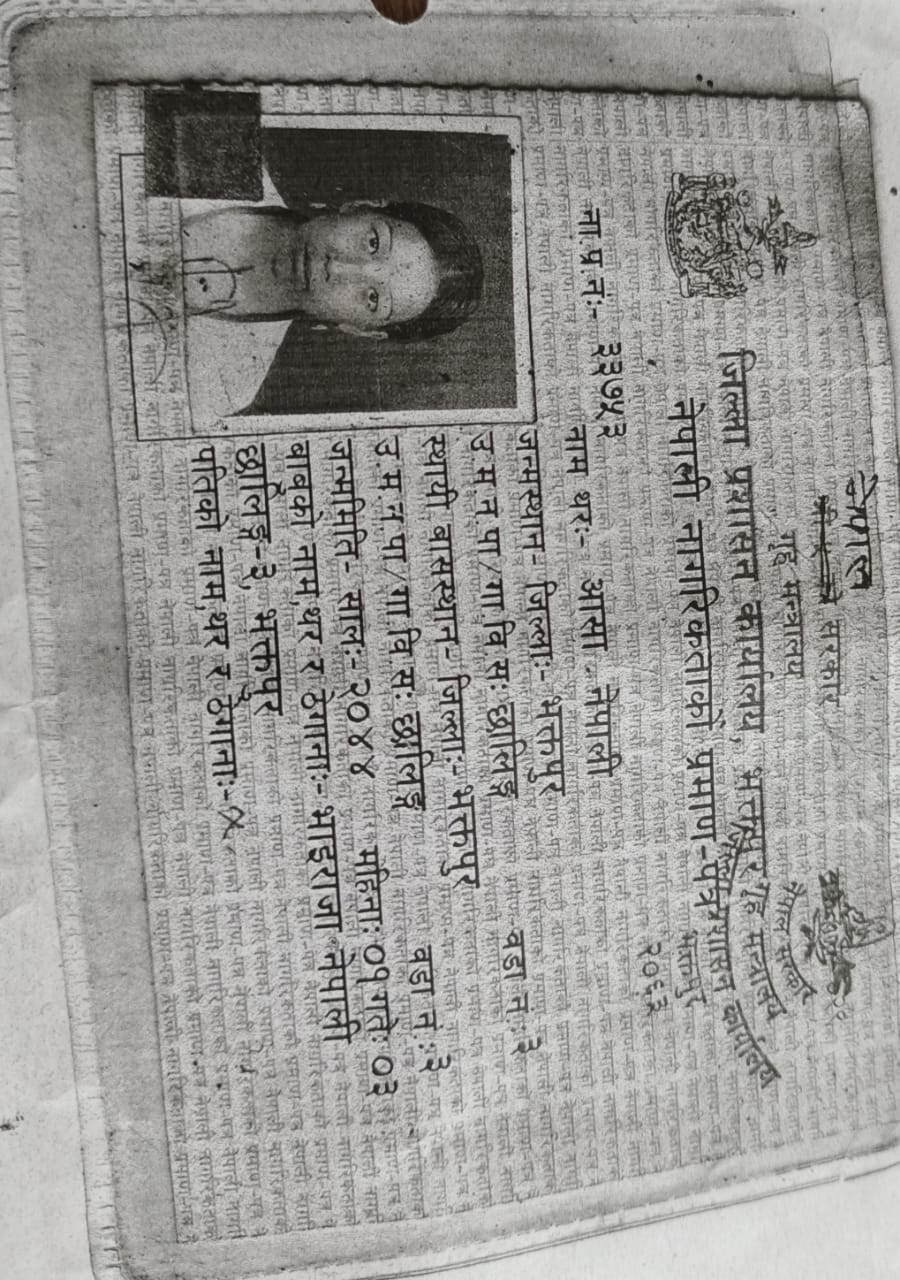 नेपाल
श्री ५ को सरकार
गृह मन्त्रालय
जिल्ला प्रशासन कार्यालय, भक्तपुर
नेपाली नागरिकताको प्रमाण-पत्र
नेपाल सरकार
गृह मन्त्रालय
जिल्ला प्रशासन कार्यालय
भक्तपुर
२०६३
ना.प्र.नंः- ३३७५३
नाम थरः- आसा नेपाली
जन्मस्थान- जिल्लाः- भक्तपुर
उ.म.न.पा/गा.वि.सः छालिङ्ग वडा नं.ः ३
स्थायी बासस्थान- जिल्लाः- भक्तपुर
उ.म.न.पा/गा.वि.सः छालिङ्ग वडा नं.ः ३
जन्ममिति- सालः- २०४४ महिनाः ०१ गतेः ०३
बाबुको नाम,थर र ठेगानाः- भाइराजा नेपाली
छालिङ्ग-३, भक्तपुर
पतिको नाम,थर र ठेगानाः- x